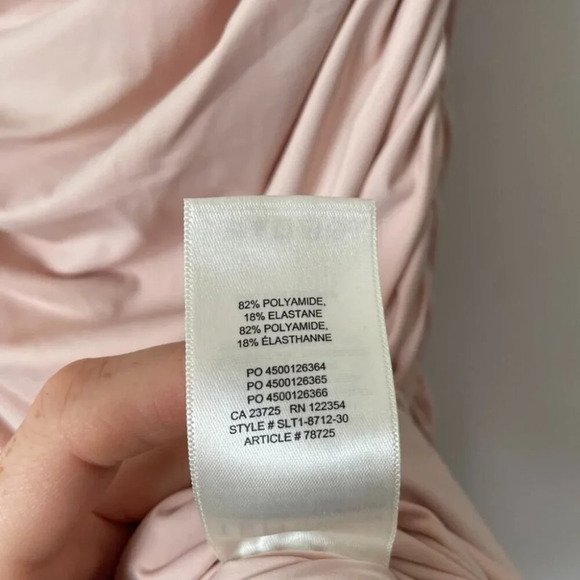 82% POLYAMIDE,
18% ELASTANE
82% POLYAMIDE,
18% ÉLASTHANNE
PO 4500126364
PO 4500126365
PO 4500126366
CA 23725 RN 122354
STYLE # SLT1-8712-30
ARTICLE # 78725